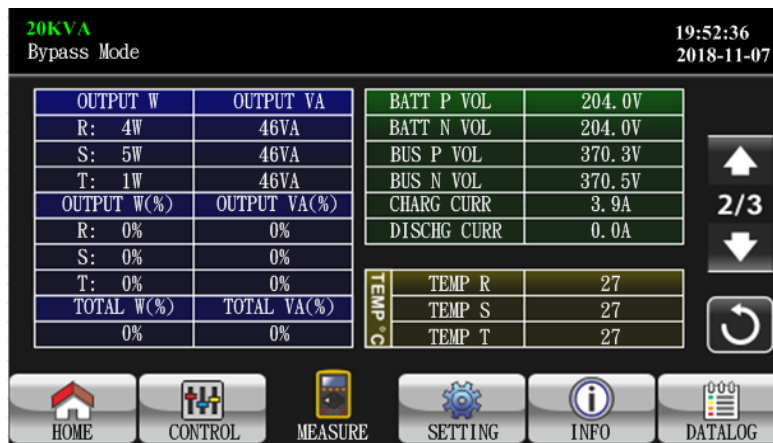 20KVA
Bypass Mode
19:52:36
2018-11-07
OUTPUT W OUTPUT VA
R: 4W 46VA
S: 5W 46VA
T: 1W 46VA
OUTPUT W(%) OUTPUT VA(%)
R: 0% 0%
S: 0% 0%
T: 0% 0%
TOTAL W(%) TOTAL VA(%)
0% 0%
BATT P VOL 204.0V
BATT N VOL 204.0V
BUS P VOL 370.3V
BUS N VOL 370.5V
CHARG CURR 3.9A
DISCHG CURR 0.0A
TEMP °C
TEMP R 27
TEMP S 27
TEMP T 27
2/3
HOME CONTROL MEASURE SETTING INFO DATALOG